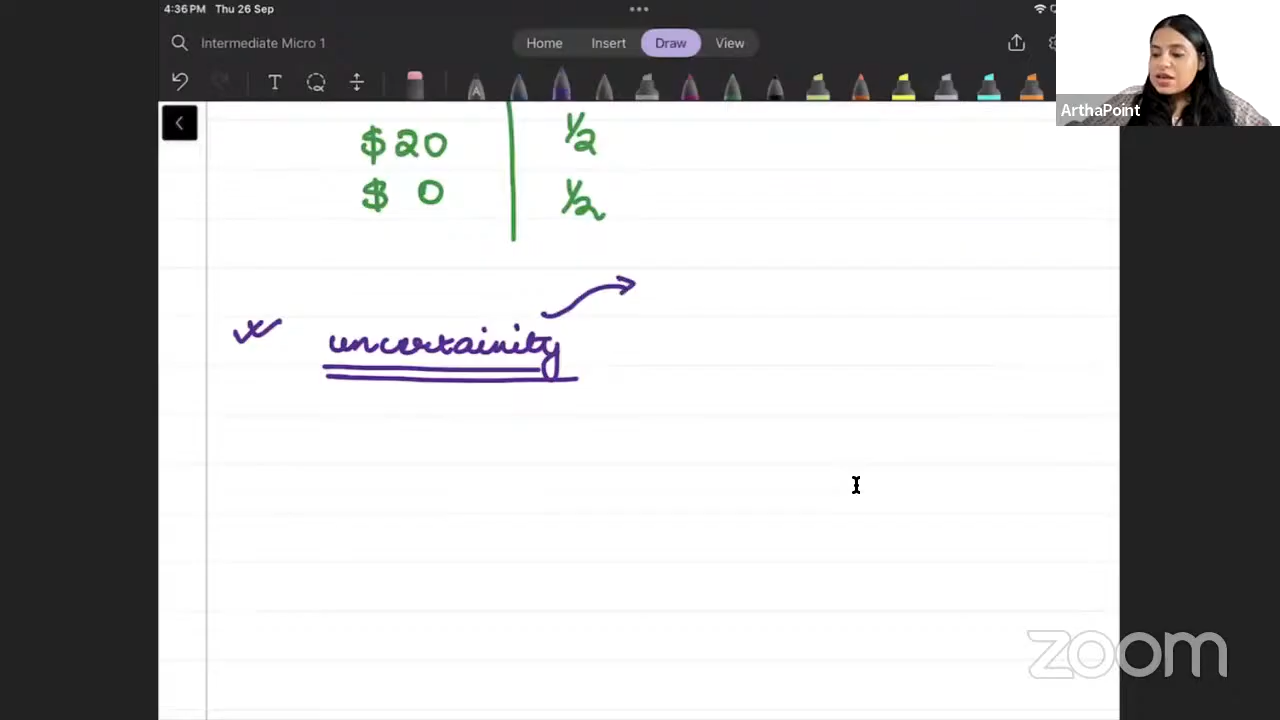 4:36 PM Thu 26 Sep
Intermediate Micro 1
Home Insert Draw View
ArthaPoint
$ 20 1/2
$ 0 1/2
uncertainity
zoom